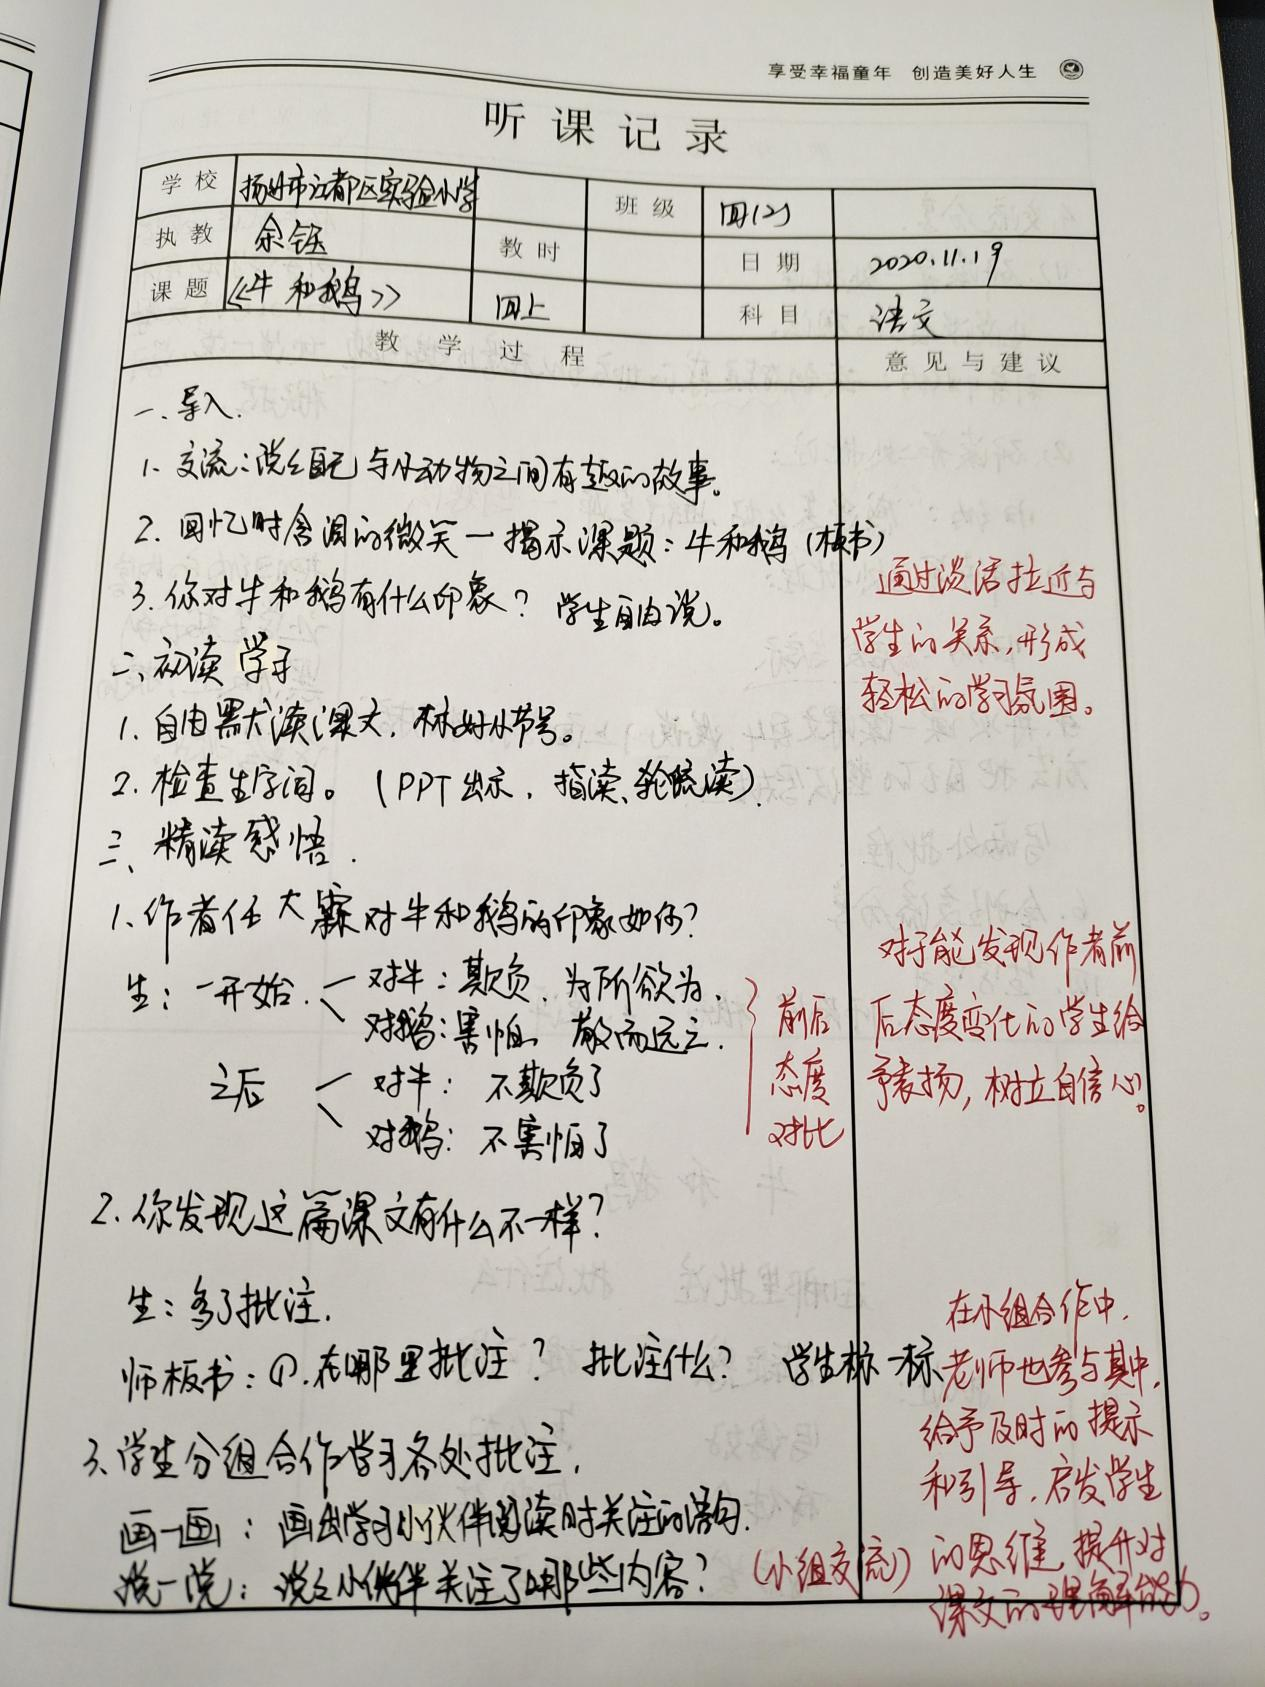 享受幸福童年 创造美好人生
听课记录
学校 扬州市江都区实验小学 班级 四(2)
执教 余钰 教时 日期 2020.11.19
课题 《牛和鹅》 四上 科目 语文
教学过程 意见与建议
一、导入.
1. 交流:说说自己与小动物之间有趣的故事。
2. 回忆时含泪的微笑—揭示课题:牛和鹅(板书)
3. 你对牛和鹅有什么印象? 学生自由说。
通过谈话拉近与
学生的关系,形成
轻松的学习氛围。
二、初读 学子
1. 自由默读课文,标好小节号。
2. 检查生字词。(PPT出示,指读、轮流读)
三、精读感悟.
1. 作者任大霖对牛和鹅的印象如何?
生:一开始. 对牛:欺负、为所欲为.
对鹅:害怕 敬而远之.
之后 对牛: 不欺负了
对鹅: 不害怕了
前后
态度
对比
对于能发现作者前
后态度变化的学生给
予表扬,树立自信心。
2. 你发现这篇课文有什么不一样?
生:多了批注.
师板书:①.在哪里批注? 批注什么? 学生标一标
3、学生分组合作学习各处批注.
画一画:画出学习小伙伴阅读时关注的语句.
说一说:说说小伙伴关注了哪些内容?(小组交流)
在小组合作中,
老师也参与其中,
给予及时的提示
和引导,启发学生
的思维,提升对
课文的理解能力。